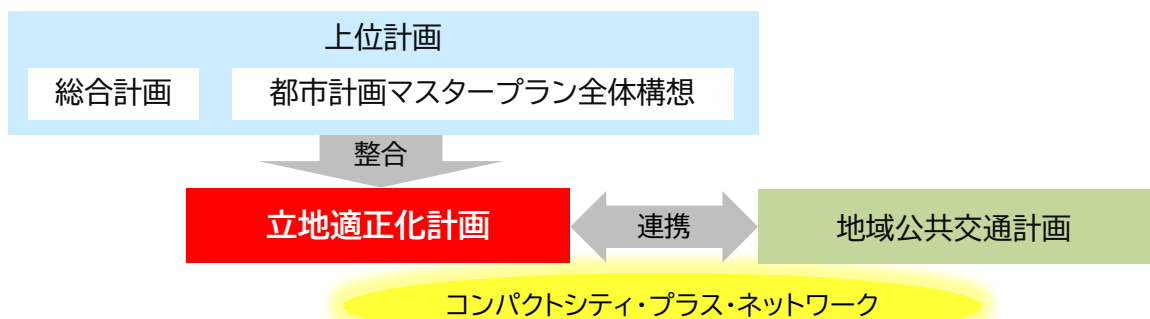 上位計画
総合計画
都市計画マスタープラン全体構想
整合
立地適正化計画
連携
地域公共交通計画
コンパクトシティ・プラス・ネットワーク